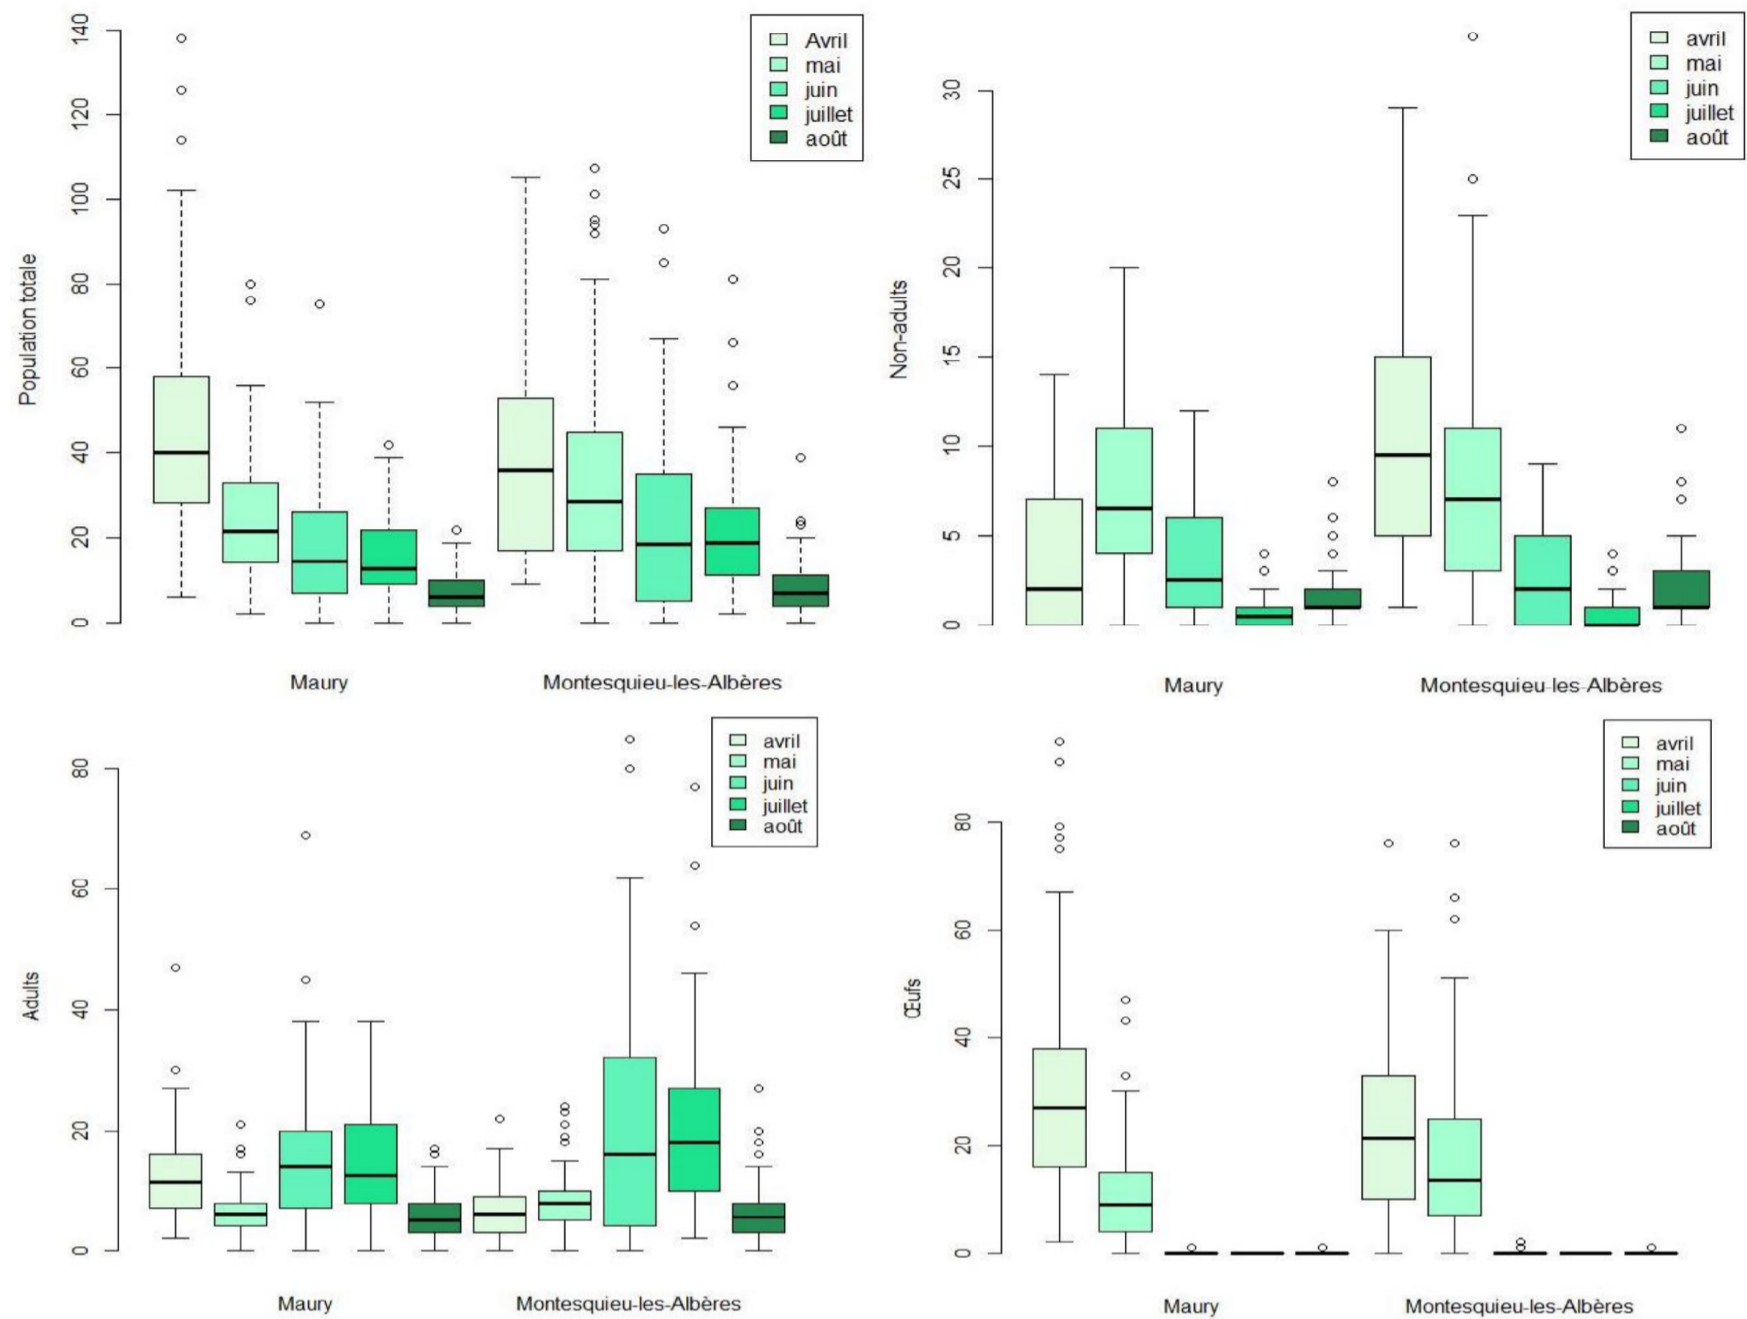 Population totale
140
120
100
80
60
40
20
0
Avril
mai
juin
juillet
août
Maury
Montesquieu-les-Albères
Non-adults
30
25
20
15
10
5
0
avril
mai
juin
juillet
août
Maury
Montesquieu-les-Albères
Adults
80
60
40
20
0
avril
mai
juin
juillet
août
Maury
Montesquieu-les-Albères
Œufs
80
60
40
20
0
avril
mai
juin
juillet
août
Maury
Montesquieu-les-Albères